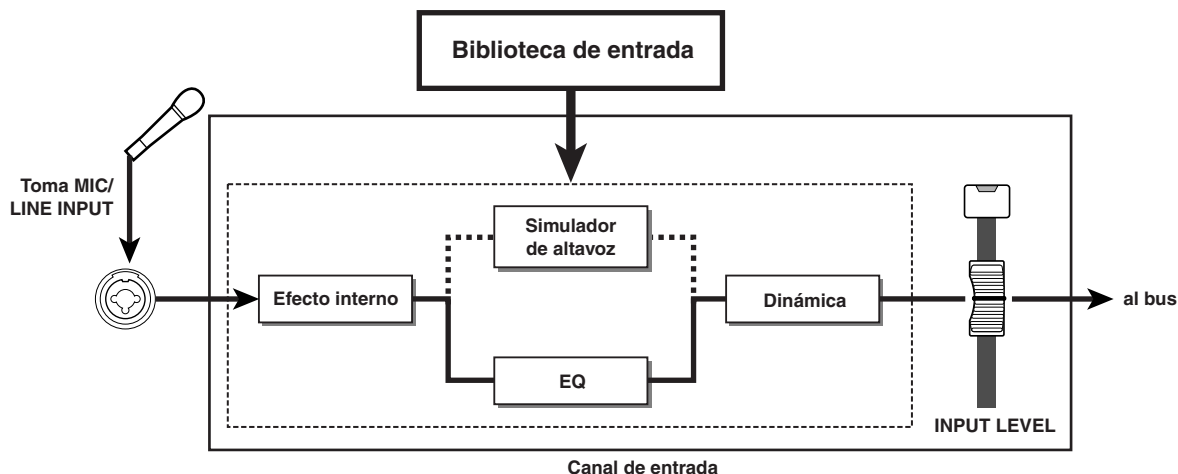 Biblioteca de entrada
Toma MIC/
LINE INPUT
Simulador
de altavoz
Efecto interno
Dinámica
al bus
EQ
INPUT LEVEL
Canal de entrada